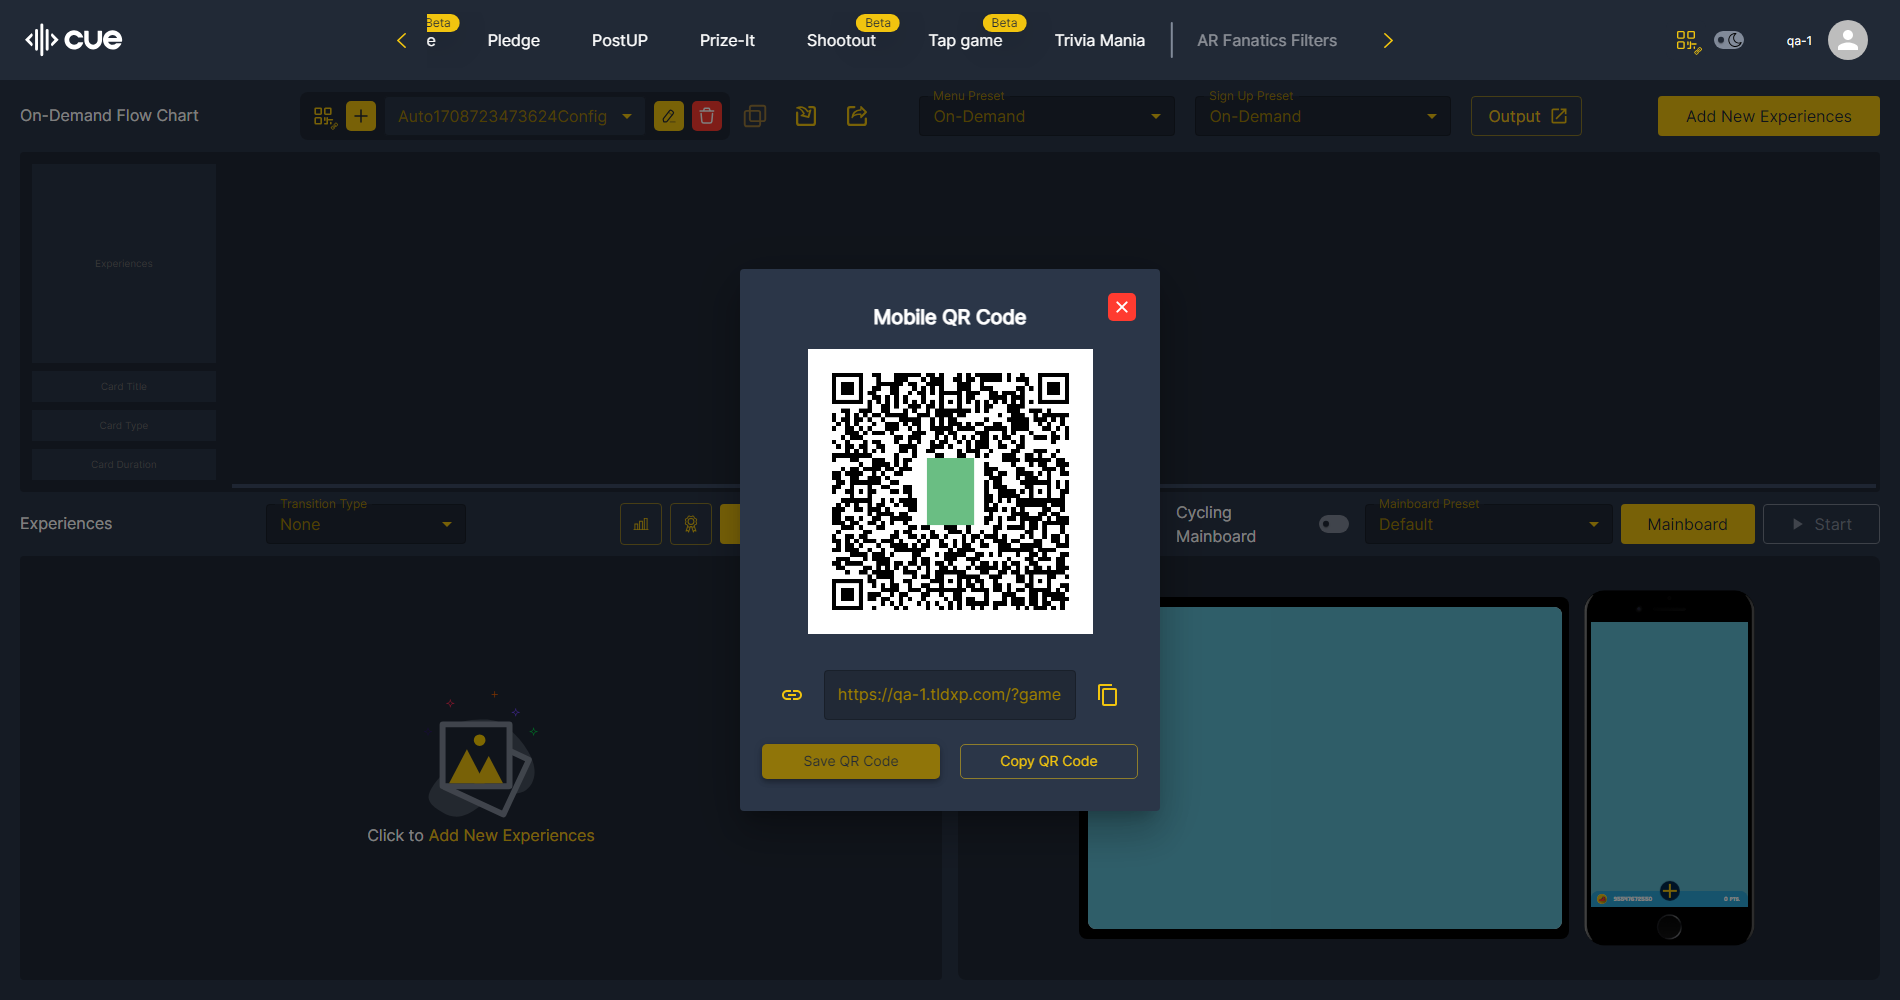 cue
e
Beta
Pledge
PostUP
Prize-It
Shootout
Beta
Tap game
Beta
Trivia Mania
AR Fanatics Filters
qa-1
On-Demand Flow Chart
Auto1708723473624Config
Menu Preset
On-Demand
Sign Up Preset
On-Demand
Output
Add New Experiences
Experiences
Card Title
Card Type
Card Duration
Mobile QR Code
https://qa-1.tldxp.com/?game
Save QR Code
Copy QR Code
Experiences
Transition Type
None
Cycling
Mainboard
Mainboard Preset
Default
Mainboard
Start
Click to Add New Experiences
0 PTS.